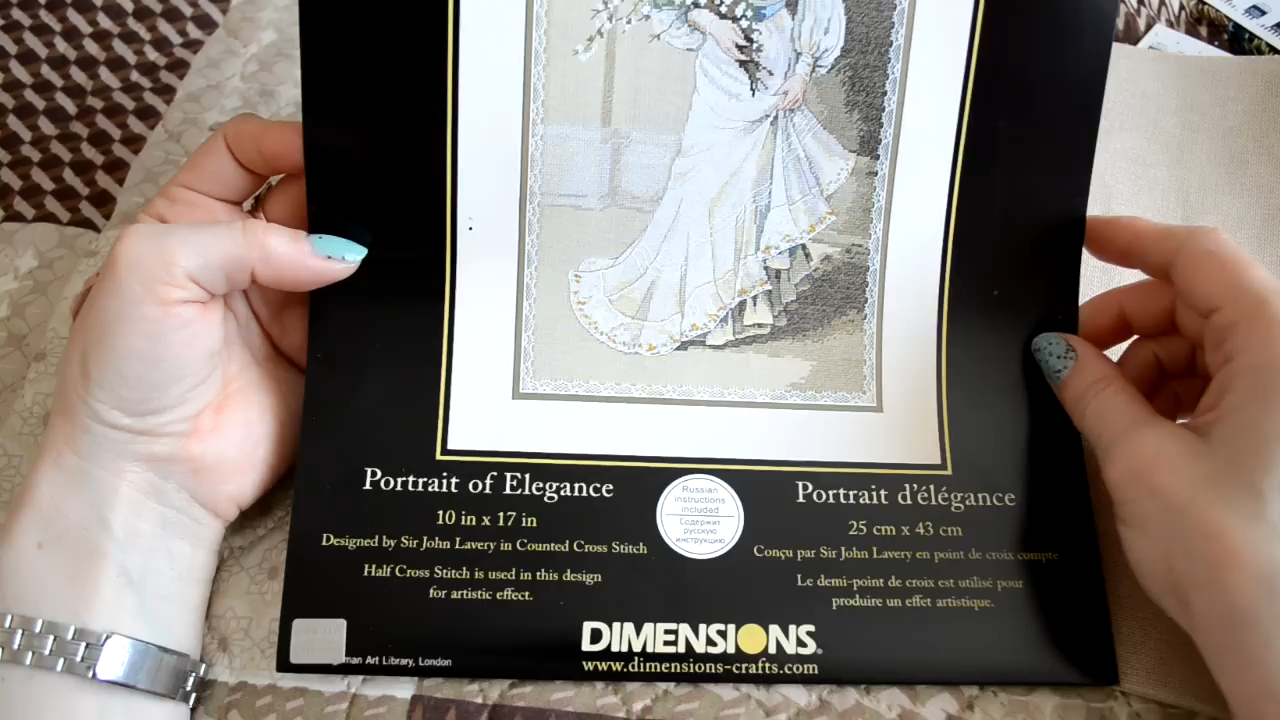 Portrait of Elegance
10 in x 17 in
Designed by Sir John Lavery in Counted Cross Stitch
Half Cross Stitch is used in this design
for artistic effect.
Russian
instructions
included
Содержит
русскую
инструкцию
Portrait d'élégance
25 cm x 43 cm
Conçu par Sir John Lavery en point de croix compte
Le demi-point de croix est utilisé pour
produire un effet artistique.
man Art Library, London
DIMENSIONS®
www.dimensions-crafts.com